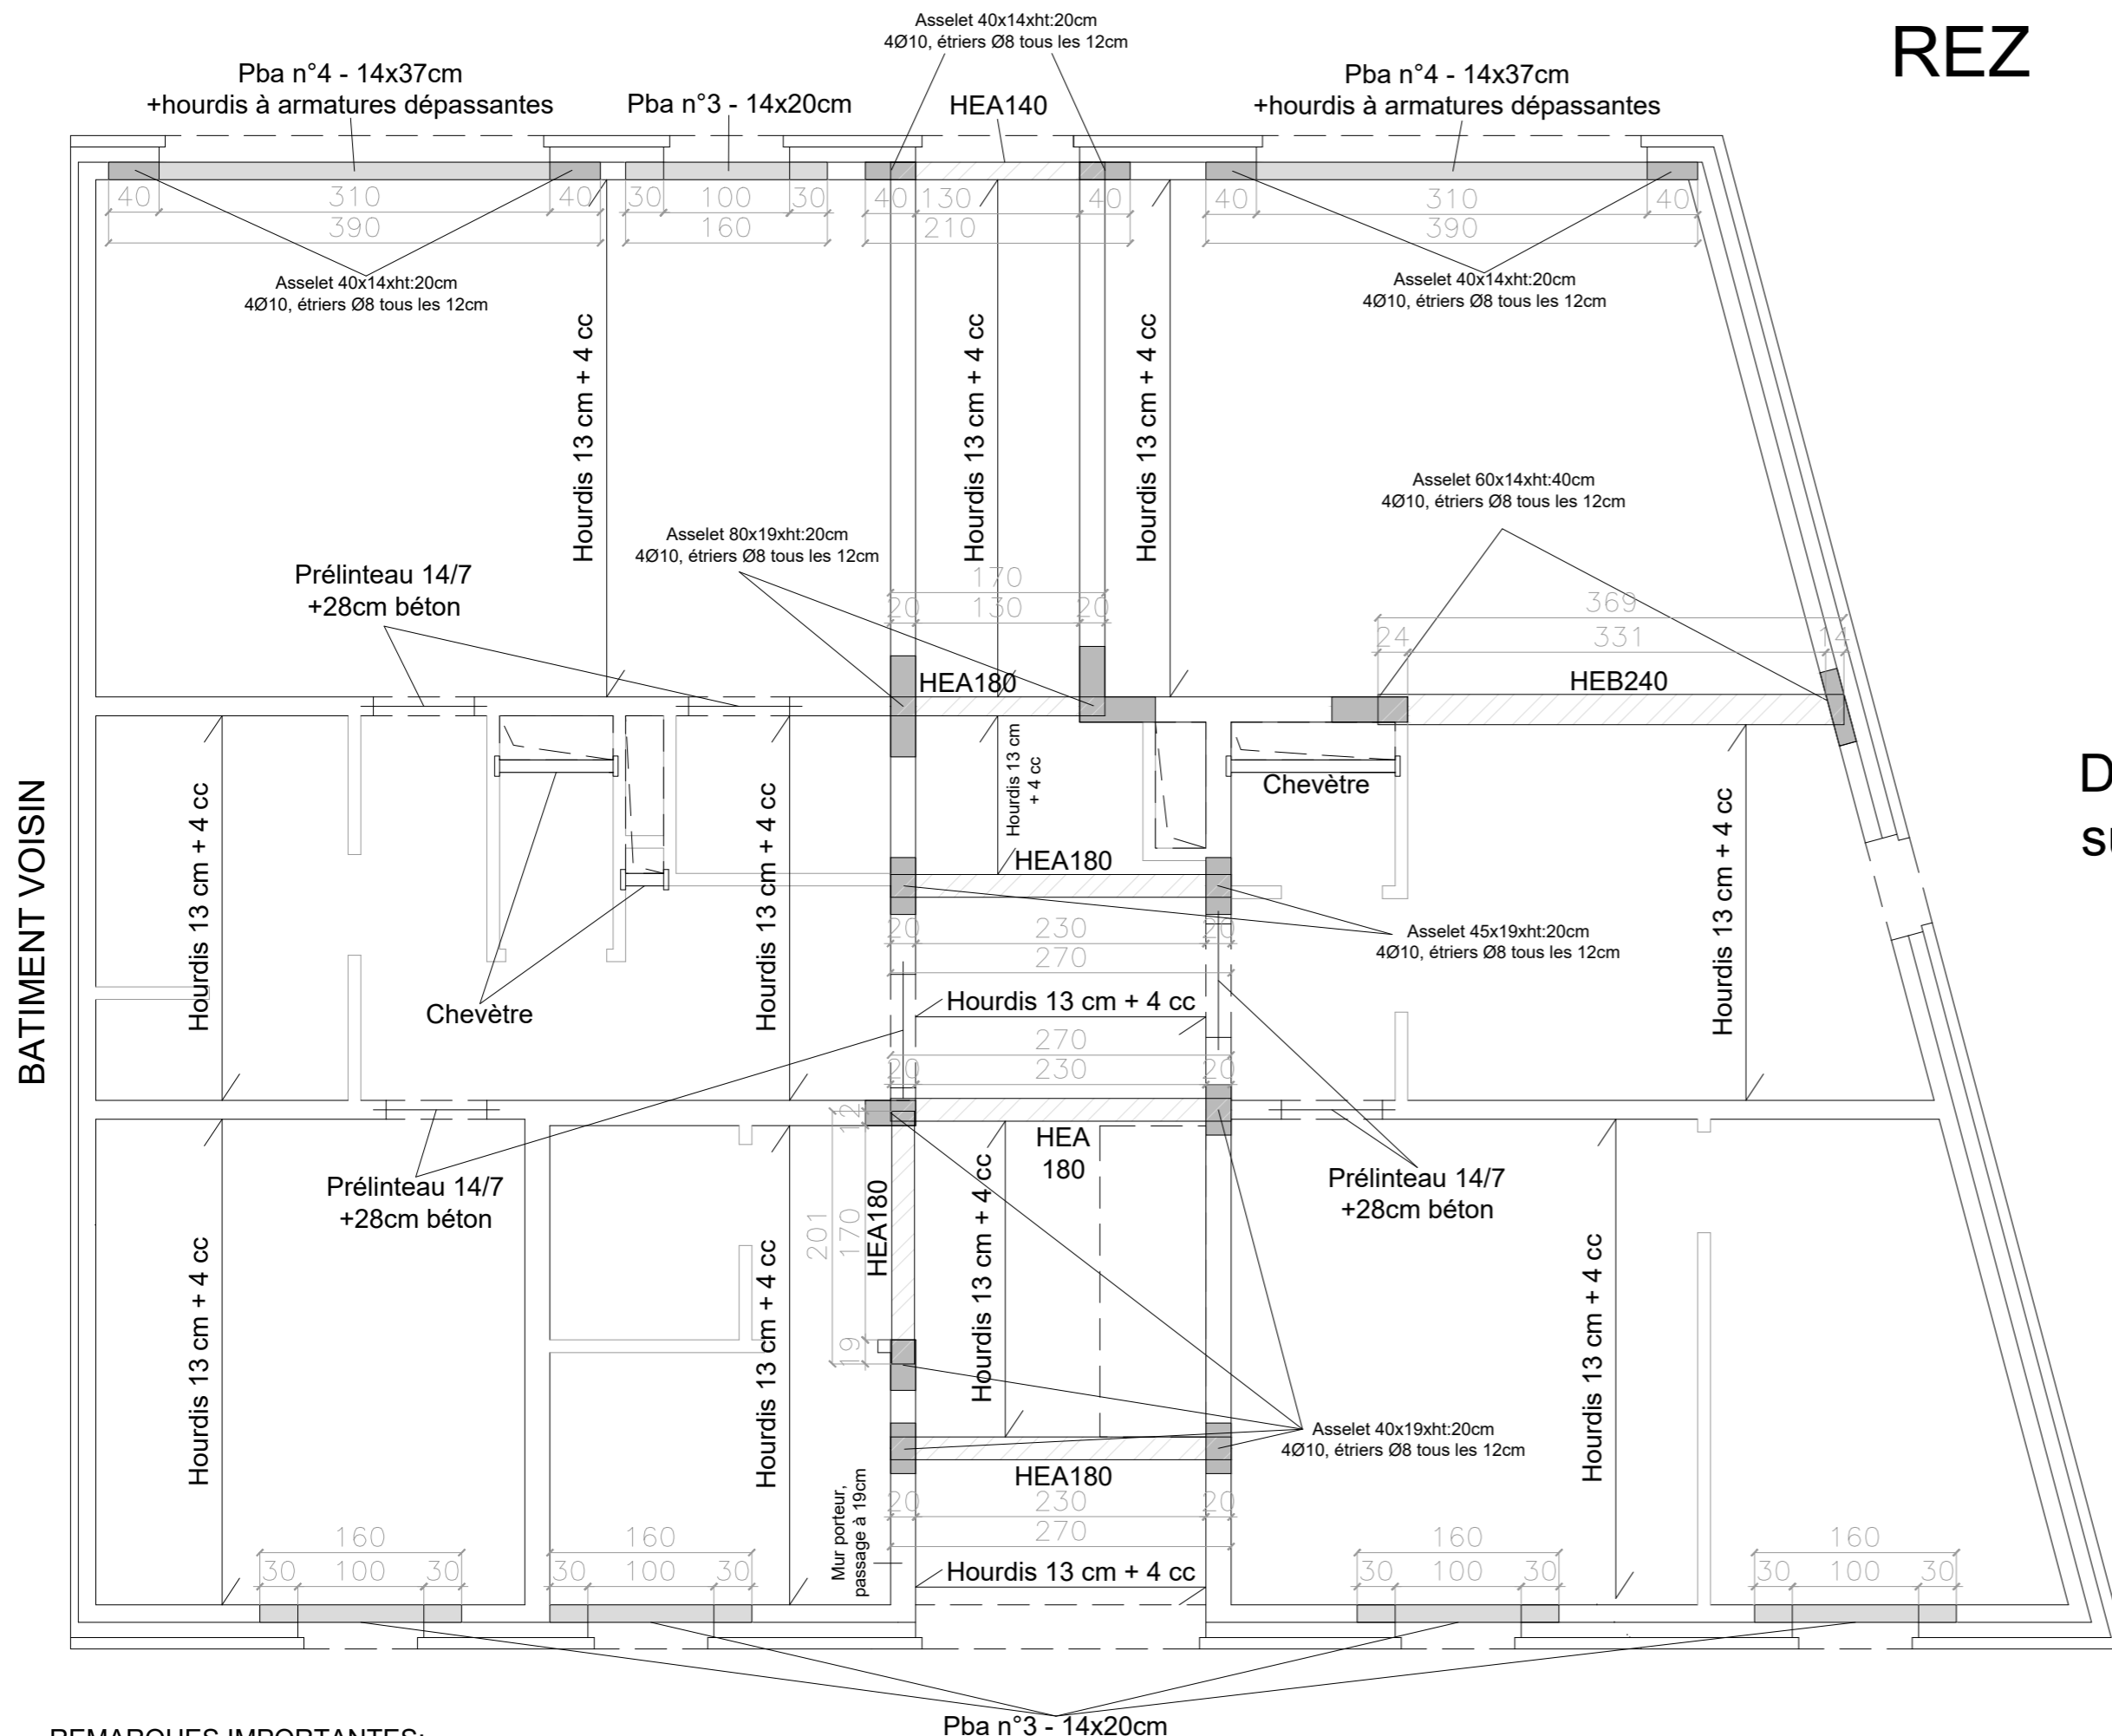 REZ
Asselet 40x14xht:20cm
4Ø10, étriers Ø8 tous les 12cm
Pba n°4 - 14x37cm
+hourdis à armatures dépassantes
Pba n°3 - 14x20cm
HEA140
Pba n°4 - 14x37cm
+hourdis à armatures dépassantes
40
310
40
390
30
100
30
160
40
130
40
210
40
310
40
390
Asselet 40x14xht:20cm
4Ø10, étriers Ø8 tous les 12cm
Asselet 40x14xht:20cm
4Ø10, étriers Ø8 tous les 12cm
Hourdis 13 cm + 4 cc
Hourdis 13 cm + 4 cc
Hourdis 13 cm + 4 cc
Asselet 60x14xht:40cm
4Ø10, étriers Ø8 tous les 12cm
Asselet 80x19xht:20cm
4Ø10, étriers Ø8 tous les 12cm
Prélinteau 14/7
+28cm béton
170
20
130
20
369
24
331
14
HEA180
HEB240
BATIMENT VOISIN
Hourdis 13 cm + 4 cc
Hourdis 13 cm + 4 cc
Hourdis 13 cm
+ 4 cc
Chevètre
Hourdis 13 cm + 4 cc
HEA180
20
230
20
270
Asselet 45x19xht:20cm
4Ø10, étriers Ø8 tous les 12cm
Chevètre
Hourdis 13 cm + 4 cc
270
20
230
20
HEA
180
Prélinteau 14/7
+28cm béton
Prélinteau 14/7
+28cm béton
12
201
170
19
HEA180
Hourdis 13 cm + 4 cc
Hourdis 13 cm + 4 cc
Hourdis 13 cm + 4 cc
Hourdis 13 cm + 4 cc
Asselet 40x19xht:20cm
4Ø10, étriers Ø8 tous les 12cm
HEA180
Mur porteur,
passage à 19cm
20
230
20
270
Hourdis 13 cm + 4 cc
160
30
100
30
160
30
100
30
160
30
100
30
160
30
100
30
Pba n°3 - 14x20cm
REMARQUES IMPORTANTES: